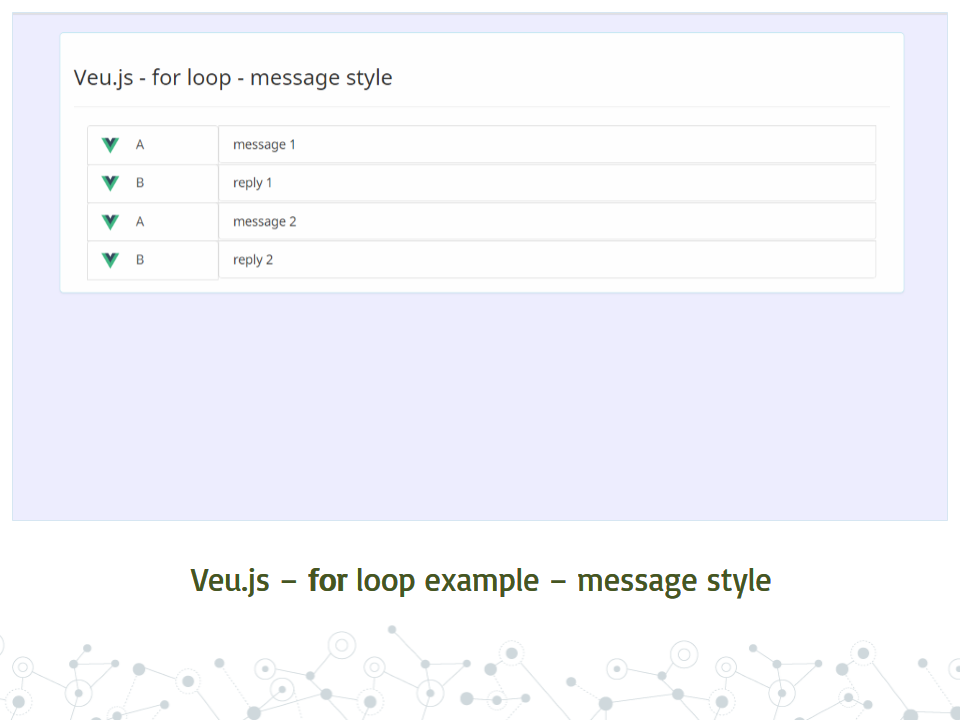 Veu.js - for loop - message style
A message 1
B reply 1
A message 2
B reply 2
Veu.js – for loop example – message style